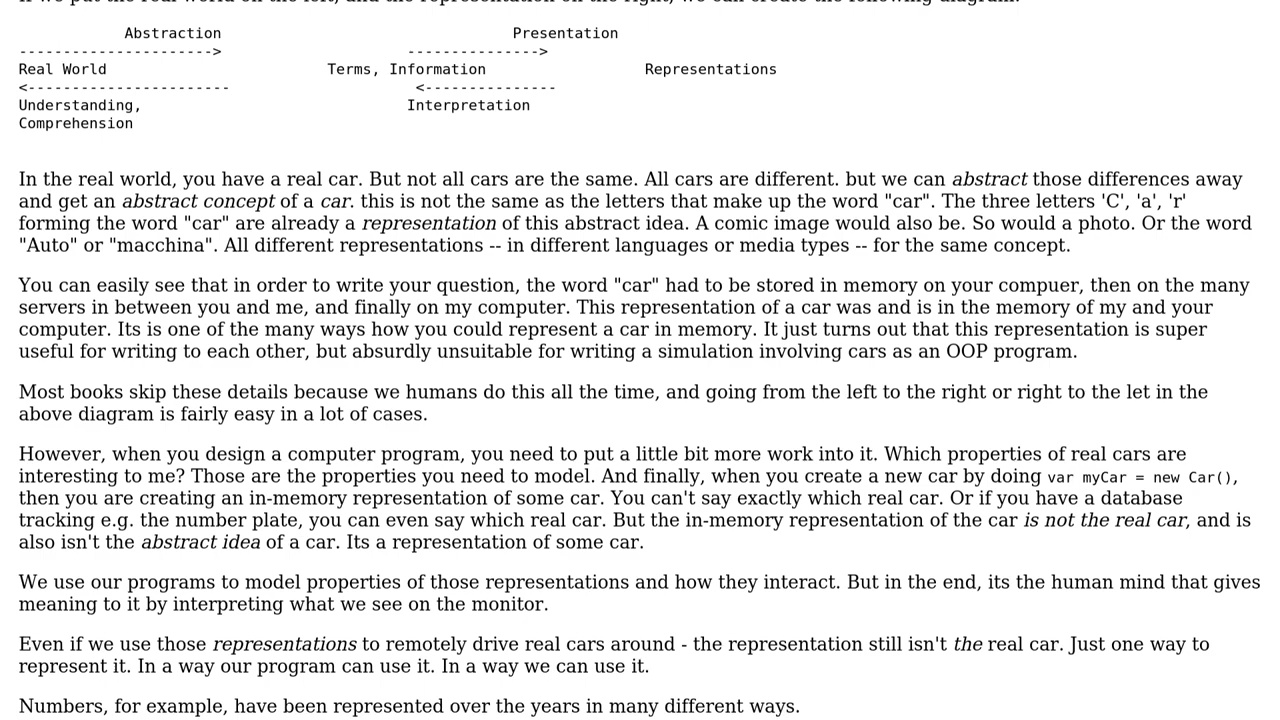 If we put the real world on the left, and the representation on the right, we can create the following diagram:
Abstraction Presentation
----------------------> --------------->
Real World Terms, Information Representations
<----------------------- <---------------
Understanding, Interpretation
Comprehension
In the real world, you have a real car. But not all cars are the same. All cars are different. but we can abstract those differences away
and get an abstract concept of a car. this is not the same as the letters that make up the word "car". The three letters 'C', 'a', 'r'
forming the word "car" are already a representation of this abstract idea. A comic image would also be. So would a photo. Or the word
"Auto" or "macchina". All different representations -- in different languages or media types -- for the same concept.
You can easily see that in order to write your question, the word "car" had to be stored in memory on your compuer, then on the many
servers in between you and me, and finally on my computer. This representation of a car was and is in the memory of my and your
computer. Its is one of the many ways how you could represent a car in memory. It just turns out that this representation is super
useful for writing to each other, but absurdly unsuitable for writing a simulation involving cars as an OOP program.
Most books skip these details because we humans do this all the time, and going from the left to the right or right to the let in the
above diagram is fairly easy in a lot of cases.
However, when you design a computer program, you need to put a little bit more work into it. Which properties of real cars are
interesting to me? Those are the properties you need to model. And finally, when you create a new car by doing var myCar = new Car(),
then you are creating an in-memory representation of some car. You can't say exactly which real car. Or if you have a database
tracking e.g. the number plate, you can even say which real car. But the in-memory representation of the car is not the real car, and is
also isn't the abstract idea of a car. Its a representation of some car.
We use our programs to model properties of those representations and how they interact. But in the end, its the human mind that gives
meaning to it by interpreting what we see on the monitor.
Even if we use those representations to remotely drive real cars around - the representation still isn't the real car. Just one way to
represent it. In a way our program can use it. In a way we can use it.
Numbers, for example, have been represented over the years in many different ways.